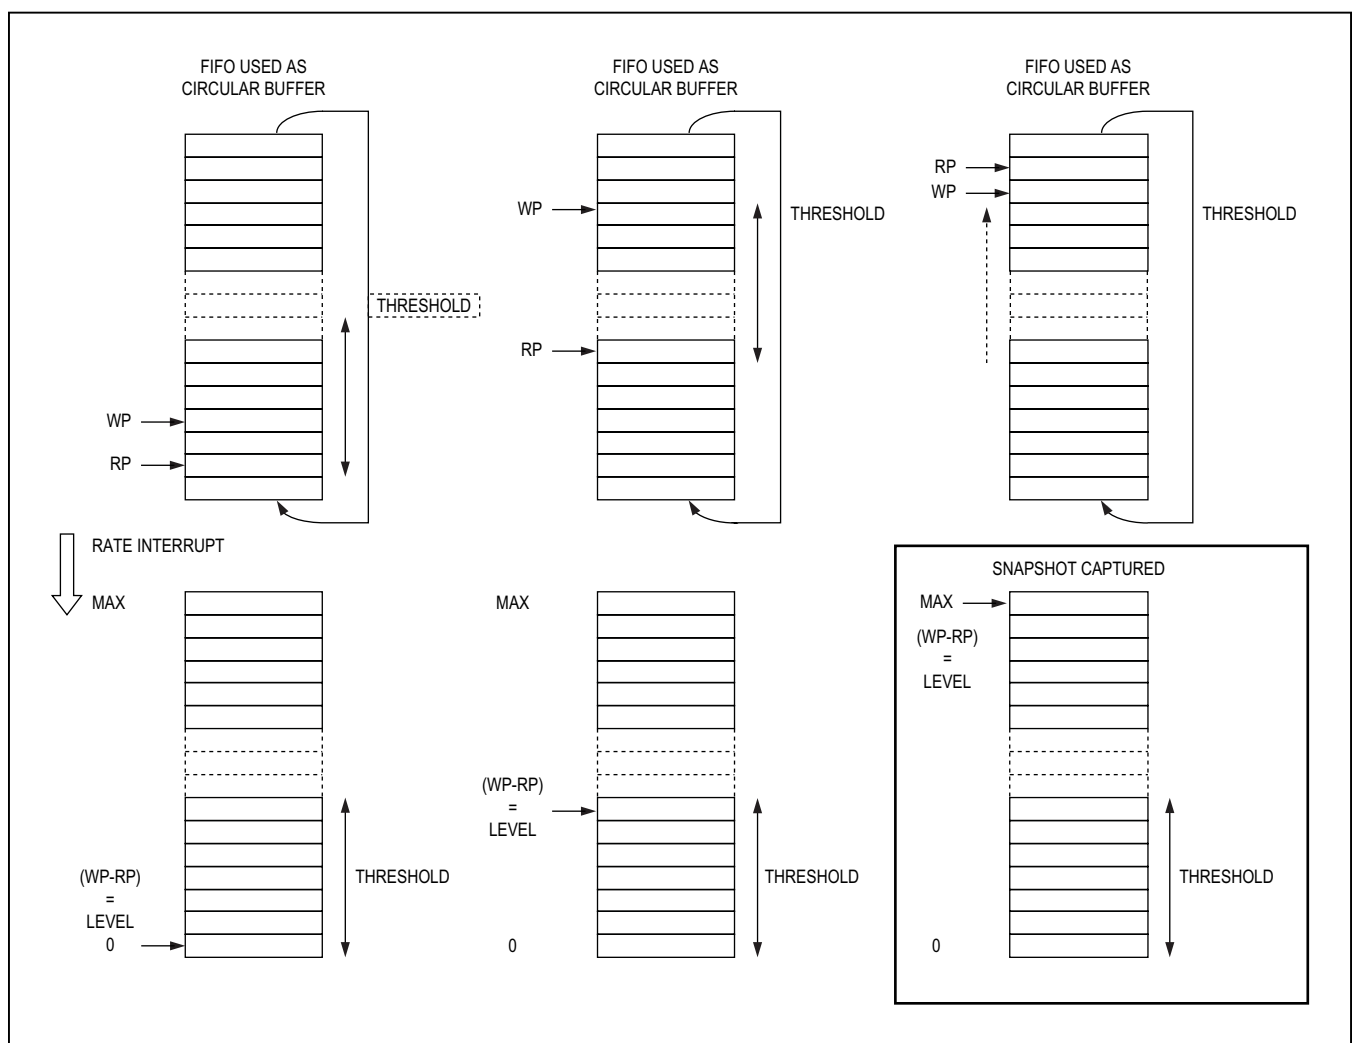 FIFO USED AS
CIRCULAR BUFFER
WP
RP
THRESHOLD
FIFO USED AS
CIRCULAR BUFFER
WP
RP
THRESHOLD
FIFO USED AS
CIRCULAR BUFFER
RP
WP
THRESHOLD
RATE INTERRUPT
MAX
(WP-RP)
=
LEVEL
0
THRESHOLD
MAX
(WP-RP)
=
LEVEL
0
THRESHOLD
SNAPSHOT CAPTURED
MAX
(WP-RP)
=
LEVEL
0
THRESHOLD